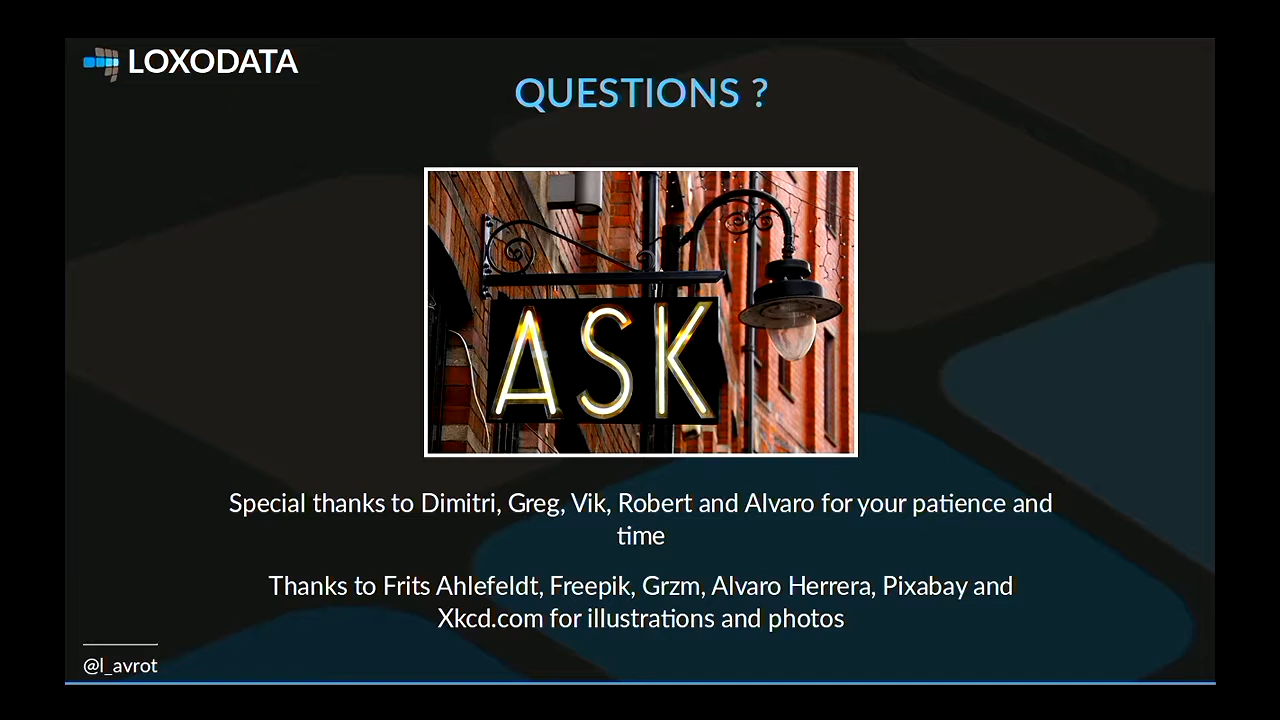 LOXODATA
QUESTIONS ?
ASK
Special thanks to Dimitri, Greg, Vik, Robert and Alvaro for your patience and
time
Thanks to Frits Ahlefeldt, Freepik, Grzm, Alvaro Herrera, Pixabay and
Xkcd.com for illustrations and photos
@l_avrot